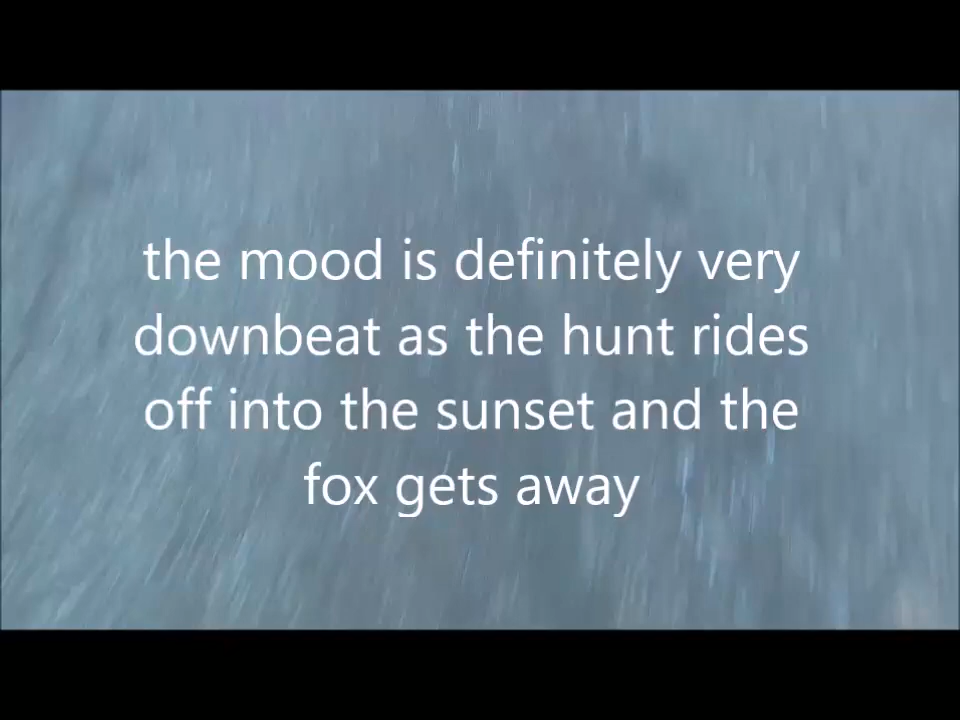 the mood is definitely very
downbeat as the hunt rides
off into the sunset and the
fox gets away